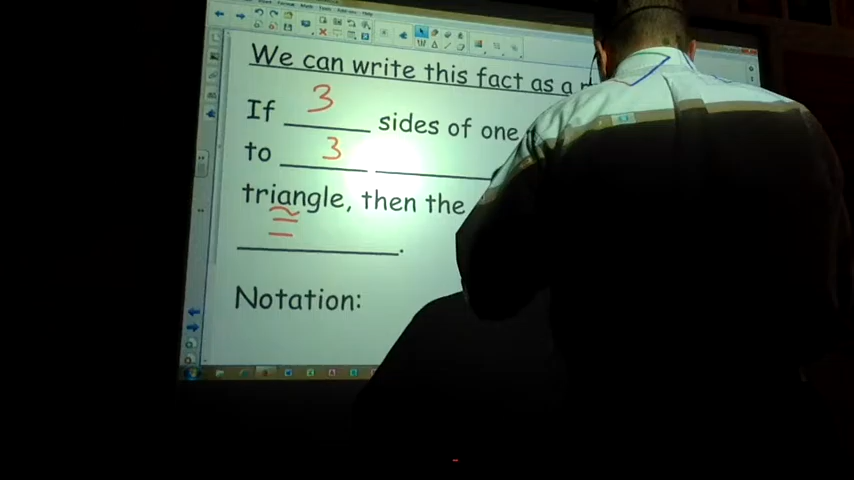 We can write this fact as a
If 3 sides of one
to 3
triangle, then the
≅
.
Notation: